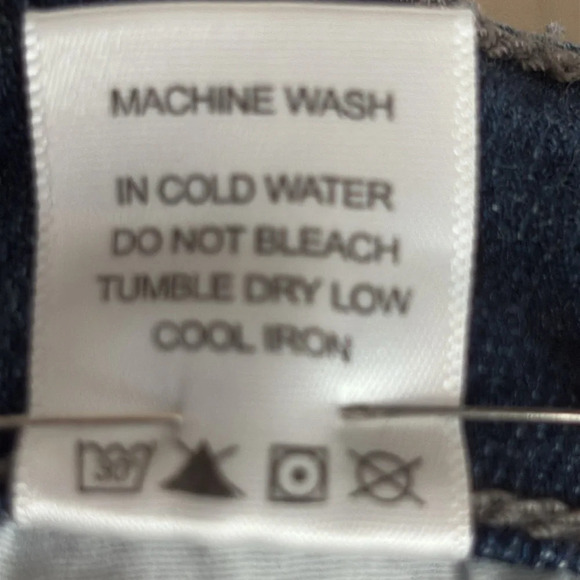 MACHINE WASH
IN COLD WATER
DO NOT BLEACH
TUMBLE DRY LOW
COOL IRON
30°